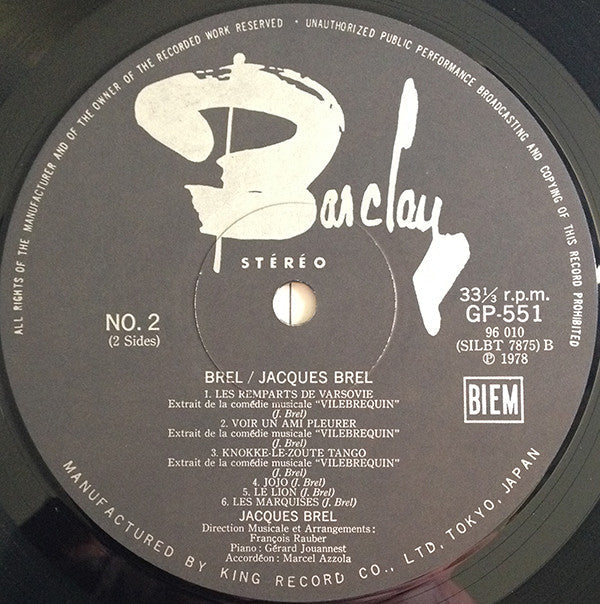 ALL RIGHTS OF THE MANUFACTURER AND OF THE OWNER OF THE RECORDED WORK RESERVED • UNAUTHORIZED PUBLIC PERFORMANCE BROADCASTING AND COPYING OF THIS RECORD PROHIBITED
Barclay
STÉRÉO
NO. 2
(2 Sides)
33⅓ r.p.m.
GP-551
96 010
(SILBT 7875) B
℗ 1978
BIEM
BREL / JACQUES BREL
1. LES REMPARTS DE VARSOVIE
Extrait de la comédie musicale "VILEBREQUIN"
(J. Brel)
2. VOIR UN AMI PLEURER
Extrait de la comédie musicale "VILEBREQUIN"
(J. Brel)
3. KNOKKE-LE-ZOUTE TANGO
Extrait de la comédie musicale "VILEBREQUIN"
(J. Brel)
4. JOJO (J. Brel)
5. LE LION (J. Brel)
6. LES MARQUISES (J. Brel)
JACQUES BREL
Direction Musicale et Arrangements:
François Rauber
Piano: Gérard Jouannest
Accordéon: Marcel Azzola
MANUFACTURED BY KING RECORD CO., LTD, TOKYO, JAPAN